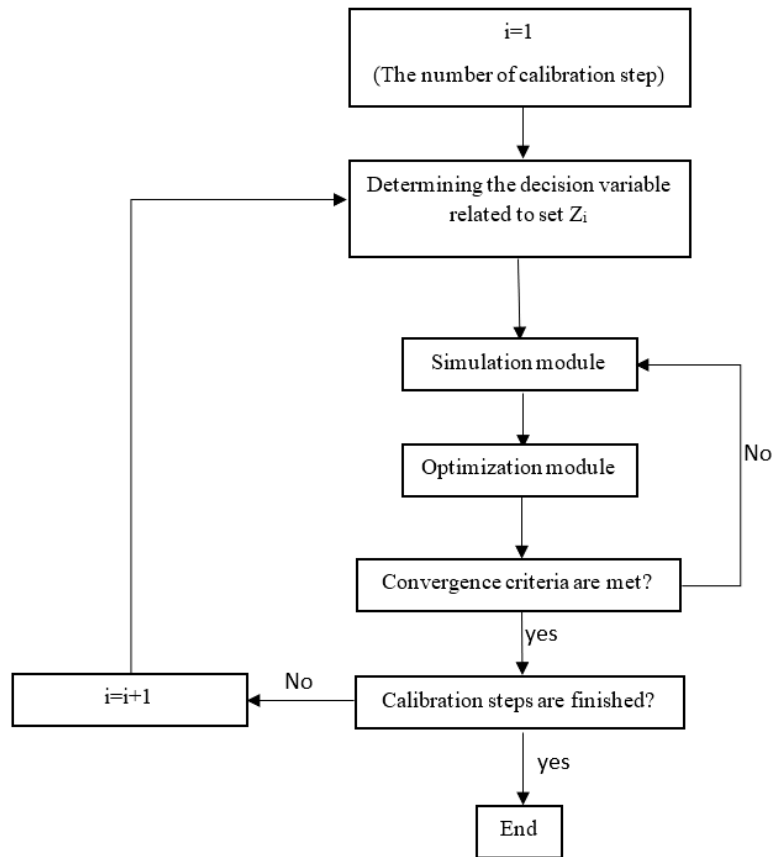 i=1
(The number of calibration step)
Determining the decision variable
related to set Zi
Simulation module
No
Optimization module
Convergence criteria are met?
yes
i=i+1
No
Calibration steps are finished?
yes
End